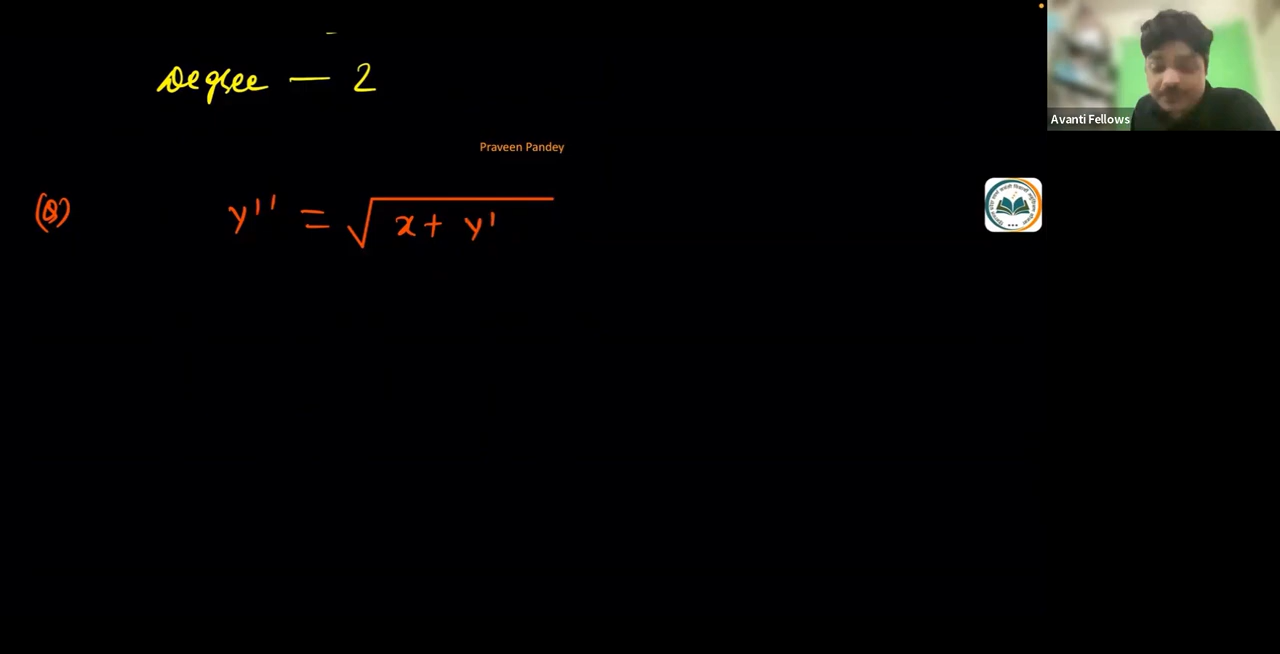 Degree — 2
Avanti Fellows
Praveen Pandey
(Q) y'' = √(x + y')